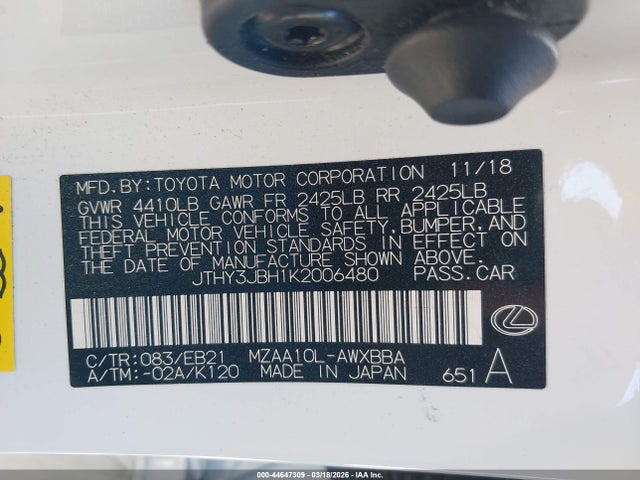 MFD. BY: TOYOTA MOTOR CORPORATION 11/18
GVWR 4410LB GAWR FR 2425LB RR 2425LB
THIS VEHICLE CONFORMS TO ALL APPLICABLE
FEDERAL MOTOR VEHICLE SAFETY, BUMPER, AND
THEFT PREVENTION STANDARDS IN EFFECT ON
THE DATE OF MANUFACTURE SHOWN ABOVE.
JTHY3JBH1K2006480 PASS.CAR
C/TR: 083/EB21 MZAA10L-AWXBBA
A/TM: -02A/K120 MADE IN JAPAN 651 A
000-44647309 - 03/18/2026 - © IAA, Inc.